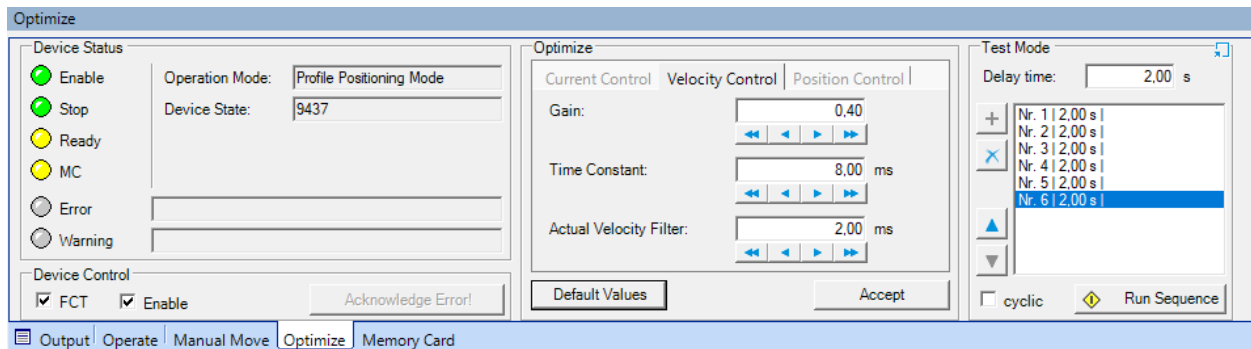 Optimize
Device Status
Enable
Operation Mode: Profile Positioning Mode
Stop
Device State: 9437
Ready
MC
Error
Warning
Device Control
FCT Enable Acknowledge Error!
Optimize
Current Control Velocity Control Position Control
Gain: 0,40
Time Constant: 8,00 ms
Actual Velocity Filter: 2,00 ms
Default Values Accept
Test Mode
Delay time: 2,00 s
Nr. 1 | 2,00 s |
Nr. 2 | 2,00 s |
Nr. 3 | 2,00 s |
Nr. 4 | 2,00 s |
Nr. 5 | 2,00 s |
Nr. 6 | 2,00 s |
cyclic Run Sequence
Output Operate Manual Move Optimize Memory Card